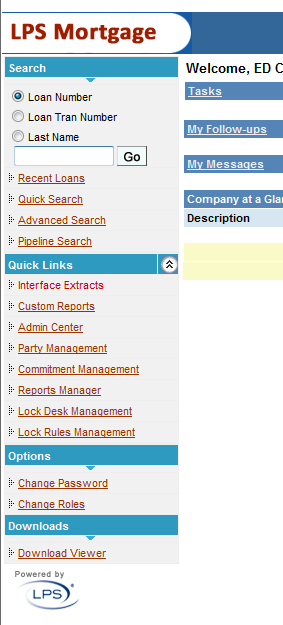 LPS Mortgage
Search
Loan Number
Loan Tran Number
Last Name
Go
Recent Loans
Quick Search
Advanced Search
Pipeline Search
Quick Links
Interface Extracts
Custom Reports
Admin Center
Party Management
Commitment Management
Reports Manager
Lock Desk Management
Lock Rules Management
Options
Change Password
Change Roles
Downloads
Download Viewer
Powered by
LPS
Welcome, ED
Tasks
My Follow-ups
My Messages
Company at a
Description